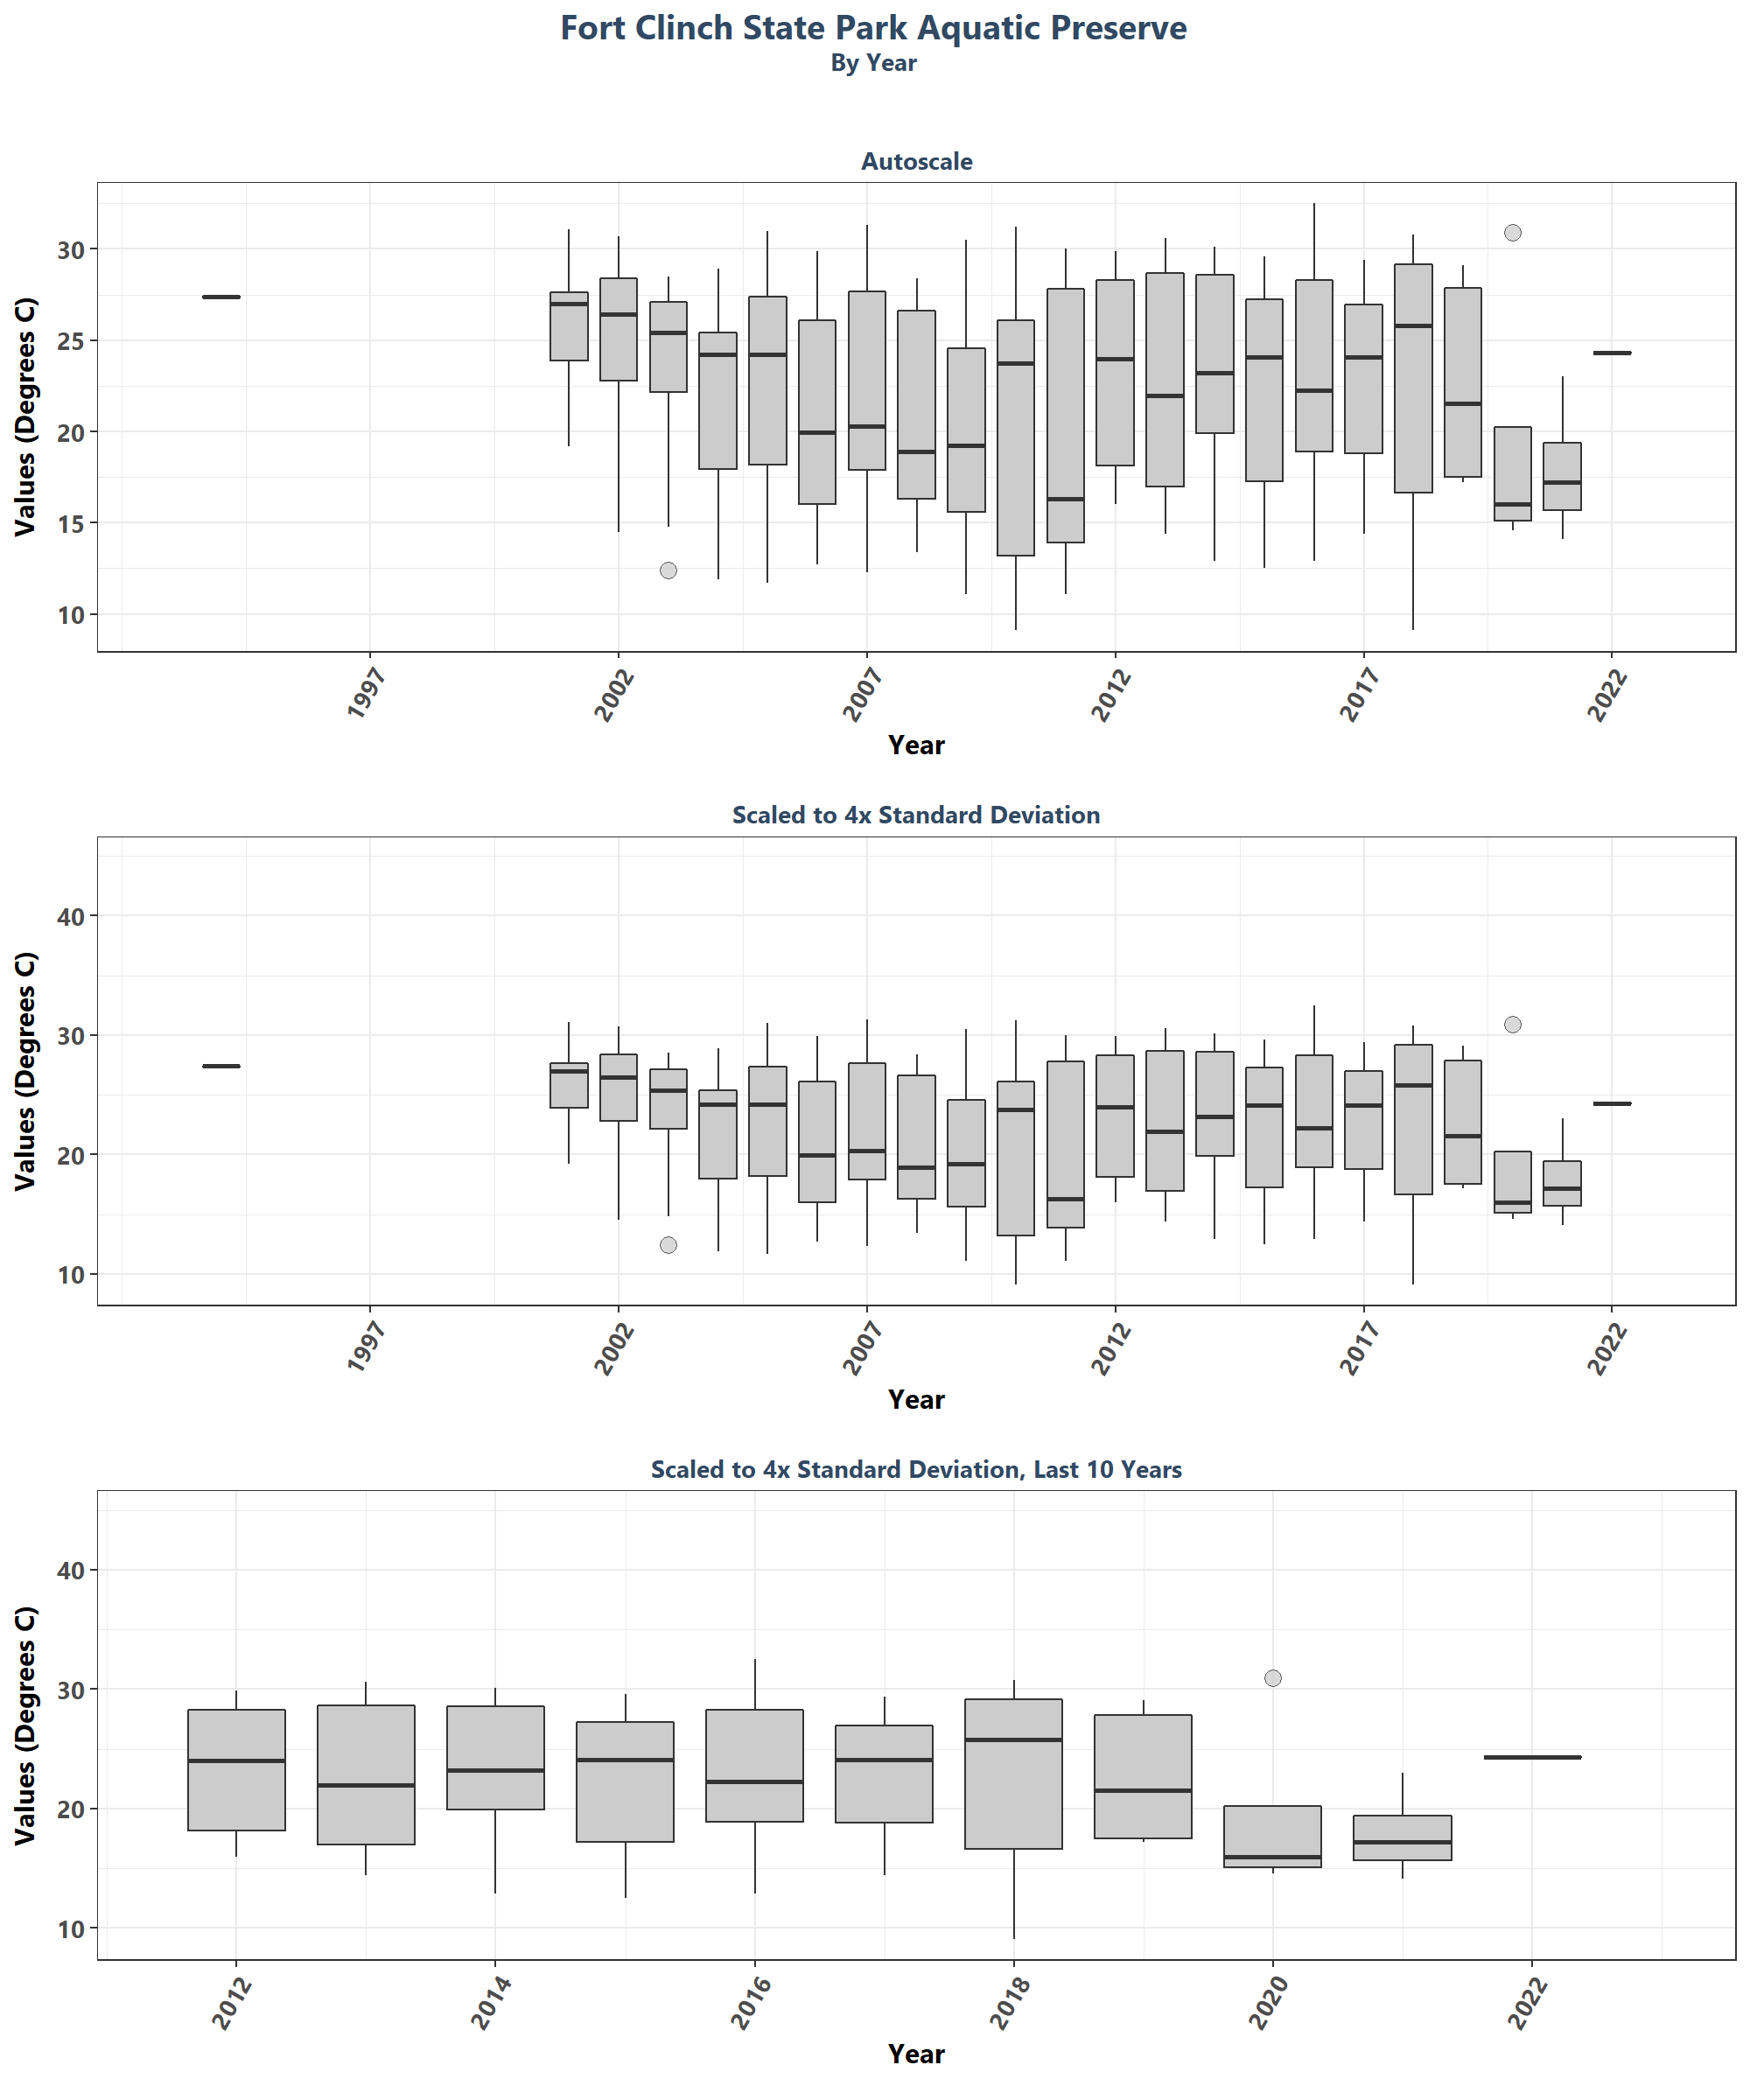 Fort Clinch State Park Aquatic Preserve
By Year
Autoscale
Values (Degrees C)
30
25
20
15
10
1997
2002
2007
2012
2017
2022
Year
Scaled to 4x Standard Deviation
Values (Degrees C)
40
30
20
10
1997
2002
2007
2012
2017
2022
Year
Scaled to 4x Standard Deviation, Last 10 Years
Values (Degrees C)
40
30
20
10
2012
2014
2016
2018
2020
2022
Year